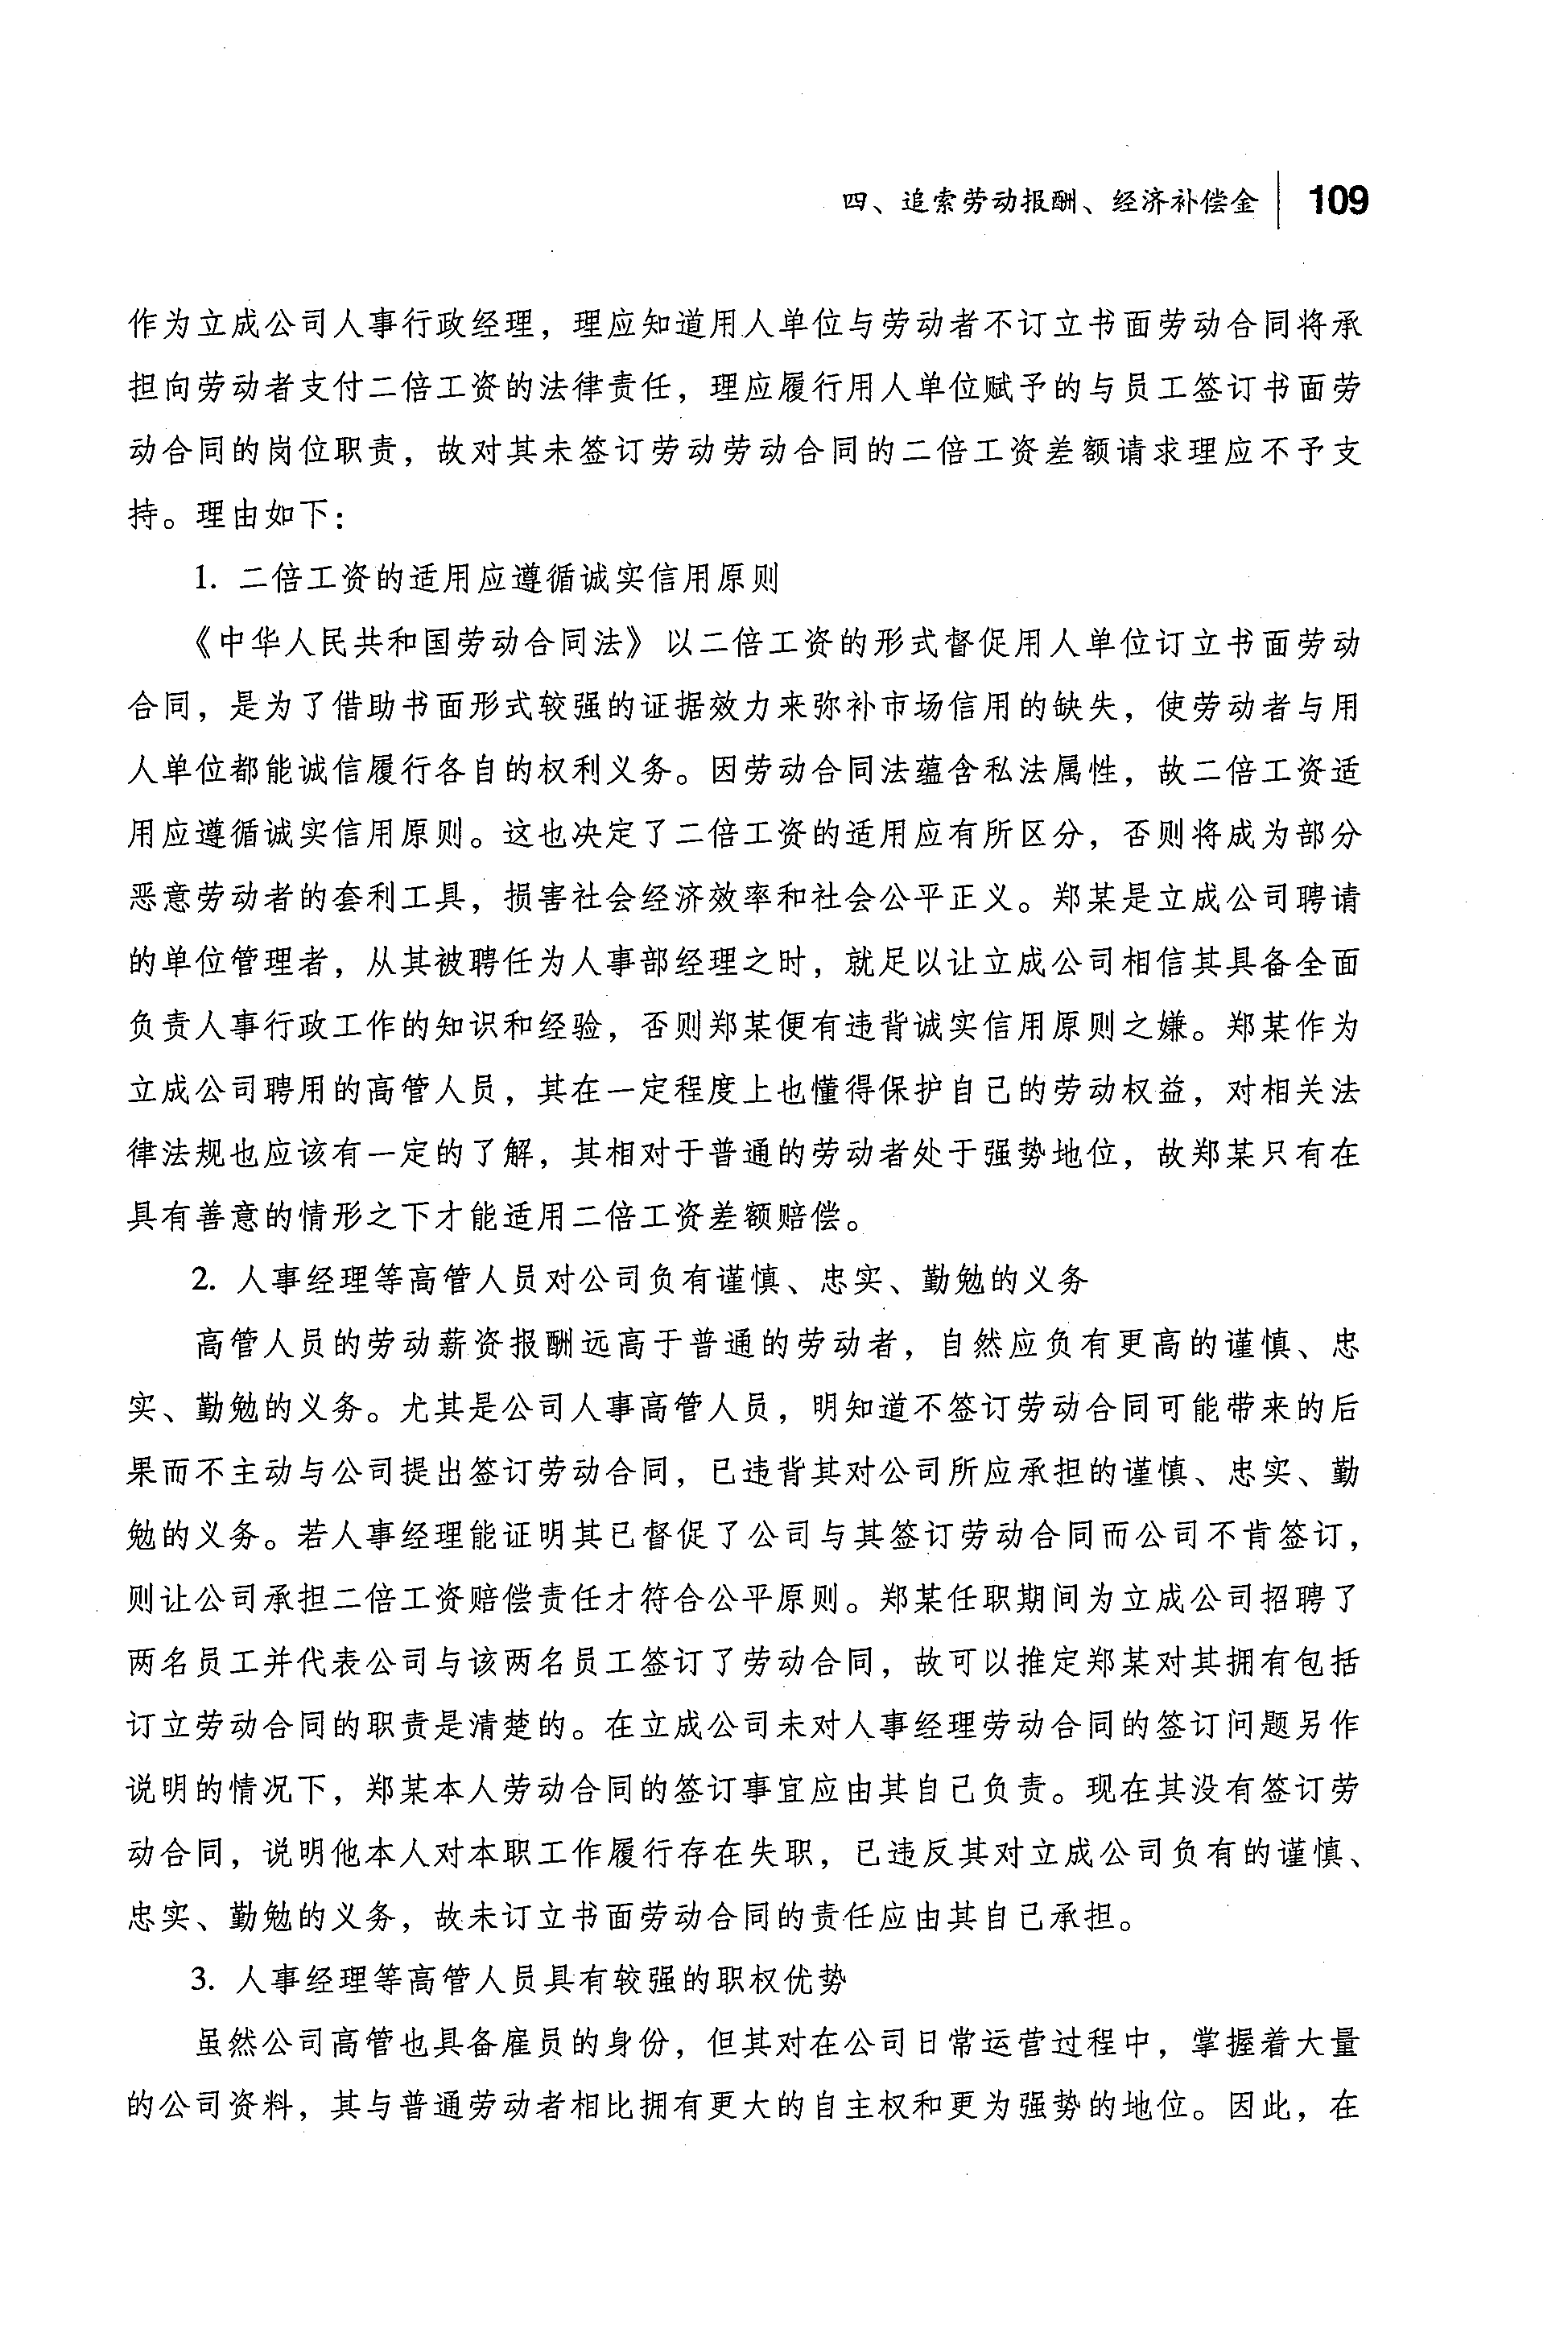 四、追索劳动报酬、经济补偿金 109
作为立成公司人事行政经理，理应知道用人单位与劳动者不订立书面劳动合同将承
担向劳动者支付二倍工资的法律责任，理应履行用人单位赋予的与员工签订书面劳
动合同的岗位职责，故对其未签订劳动劳动合同的二倍工资差额请求理应不予支
持。理由如下：
1. 二倍工资的适用应遵循诚实信用原则
《中华人民共和国劳动合同法》以二倍工资的形式督促用人单位订立书面劳动
合同，是为了借助书面形式较强的证据效力来弥补市场信用的缺失，使劳动者与用
人单位都能诚信履行各自的权利义务。因劳动合同法蕴含私法属性，故二倍工资适
用应遵循诚实信用原则。这也决定了二倍工资的适用应有所区分，否则将成为部分
恶意劳动者的套利工具，损害社会经济效率和社会公平正义。郑某是立成公司聘请
的单位管理者，从其被聘任为人事部经理之时，就足以让立成公司相信其具备全面
负责人事行政工作的知识和经验，否则郑某便有违背诚实信用原则之嫌。郑某作为
立成公司聘用的高管人员，其在一定程度上也懂得保护自己的劳动权益，对相关法
律法规也应该有一定的了解，其相对于普通的劳动者处于强势地位，故郑某只有在
具有善意的情形之下才能适用二倍工资差额赔偿。
2. 人事经理等高管人员对公司负有谨慎、忠实、勤勉的义务
高管人员的劳动薪资报酬远高于普通的劳动者，自然应负有更高的谨慎、忠
实、勤勉的义务。尤其是公司人事高管人员，明知道不签订劳动合同可能带来的后
果而不主动与公司提出签订劳动合同，已违背其对公司所应承担的谨慎、忠实、勤
勉的义务。若人事经理能证明其已督促了公司与其签订劳动合同而公司不肯签订，
则让公司承担二倍工资赔偿责任才符合公平原则。郑某任职期间为立成公司招聘了
两名员工并代表公司与该两名员工签订了劳动合同，故可以推定郑某对其拥有包括
订立劳动合同的职责是清楚的。在立成公司未对人事经理劳动合同的签订问题另作
说明的情况下，郑某本人劳动合同的签订事宜应由其自己负责。现在其没有签订劳
动合同，说明他本人对本职工作履行存在失职，已违反其对立成公司负有的谨慎、
忠实、勤勉的义务，故未订立书面劳动合同的责任应由其自己承担。
3. 人事经理等高管人员具有较强的职权优势
虽然公司高管也具备雇员的身份，但其对在公司日常运营过程中，掌握着大量
的公司资料，其与普通劳动者相比拥有更大的自主权和更为强势的地位。因此，在